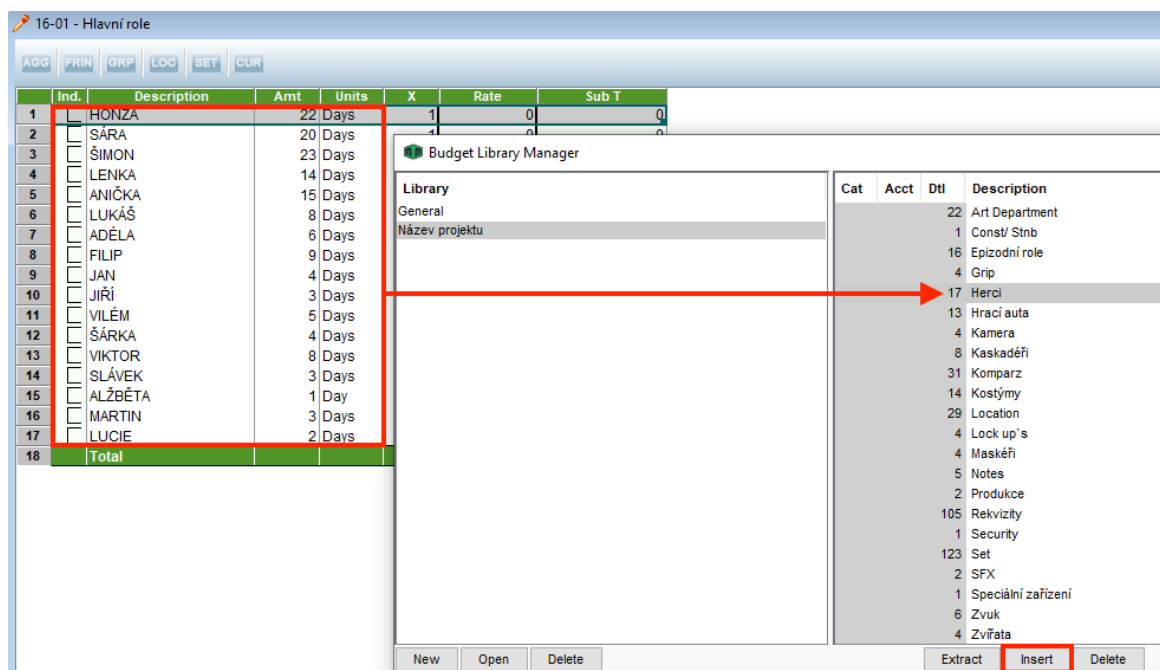 16-01 - Hlavní role
AGG FRIN GRP LOC SET CUR
Ind. Description Amt Units X Rate Sub T
1 HONZA 22 Days 1 0 0
2 SÁRA 20 Days 1 0 0
3 ŠIMON 23 Days
4 LENKA 14 Days
5 ANIČKA 15 Days
6 LUKÁŠ 8 Days
7 ADÉLA 6 Days
8 FILIP 9 Days
9 JAN 4 Days
10 JIŘÍ 3 Days
11 VILÉM 5 Days
12 ŠÁRKA 4 Days
13 VIKTOR 8 Days
14 SLÁVEK 3 Days
15 ALŽBĚTA 1 Day
16 MARTIN 3 Days
17 LUCIE 2 Days
18 Total
Budget Library Manager
Library
General
Název projektu
New Open Delete
Cat Acct Dtl Description
22 Art Department
1 Const/ Stnb
16 Epizodní role
4 Grip
17 Herci
13 Hrací auta
4 Kamera
8 Kaskadéři
31 Komparz
14 Kostýmy
29 Location
4 Lock up`s
4 Maskéři
5 Notes
2 Produkce
105 Rekvizity
1 Security
123 Set
2 SFX
1 Speciální zařízení
6 Zvuk
4 Zvířata
Extract Insert Delete